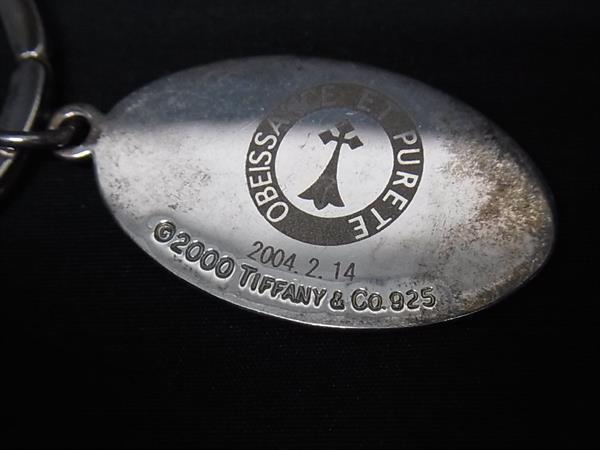 OBEISSANCE ET PURETE
2004. 2. 14
©2000 TIFFANY & CO. 925